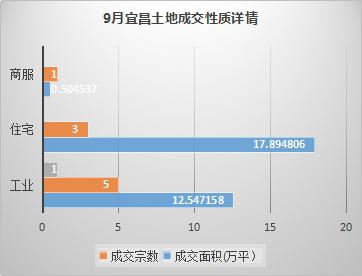 9月宜昌土地成交性质详情
商服
1
0.504537
住宅
3
17.894806
1
工业
5
12.547158
0 5 10 15 20
成交宗数 成交面积(万平)